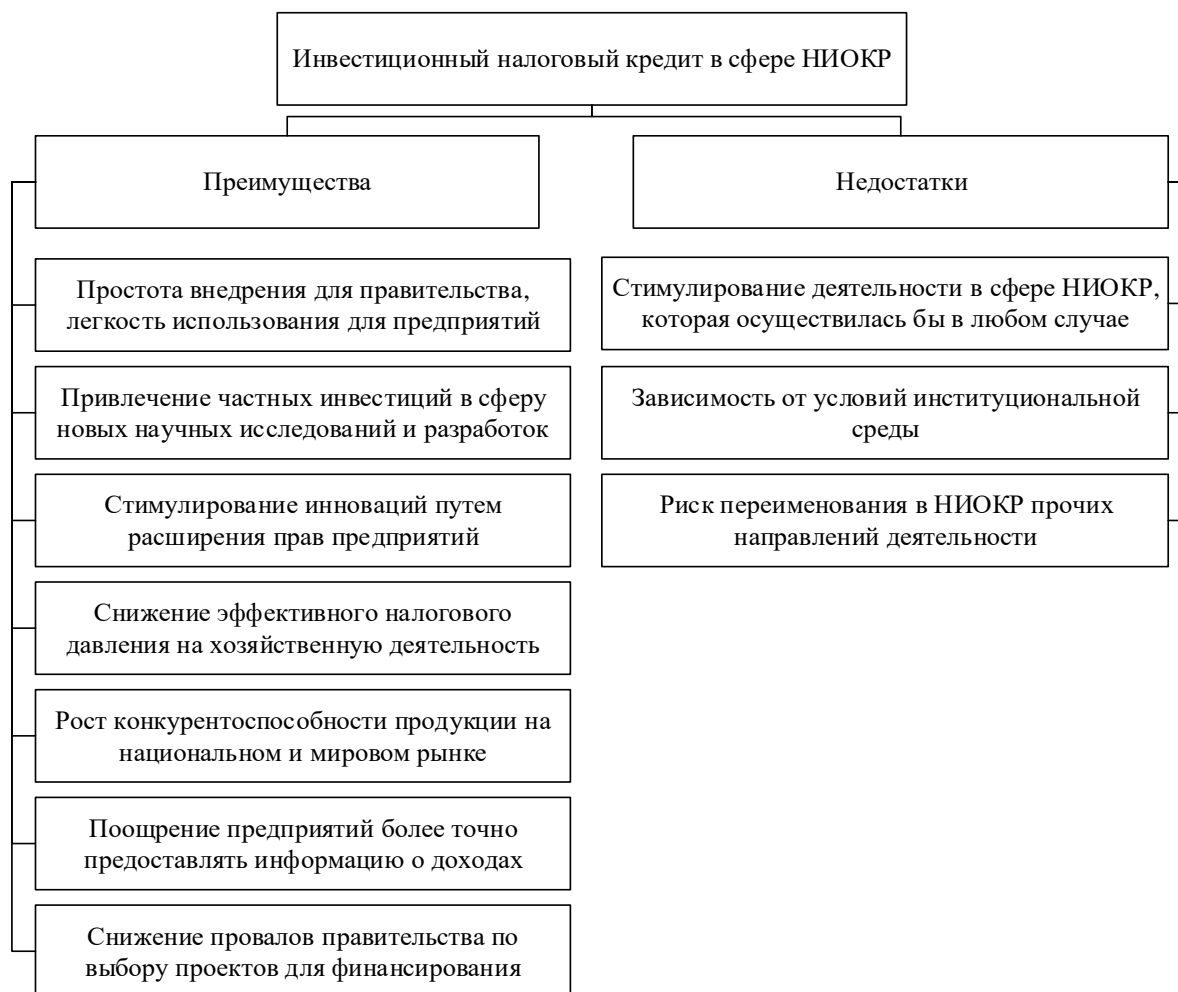 Инвестиционный налоговый кредит в сфере НИОКР
Преимущества
Простота внедрения для правительства,
легкость использования для предприятий
Привлечение частных инвестиций в сферу
новых научных исследований и разработок
Стимулирование инноваций путем
расширения прав предприятий
Снижение эффективного налогового
давления на хозяйственную деятельность
Рост конкурентоспособности продукции на
национальном и мировом рынке
Поощрение предприятий более точно
предоставлять информацию о доходах
Снижение провалов правительства по
выбору проектов для финансирования
Недостатки
Стимулирование деятельности в сфере НИОКР,
которая осуществилась бы в любом случае
Зависимость от условий институциональной
среды
Риск переименования в НИОКР прочих
направлений деятельности